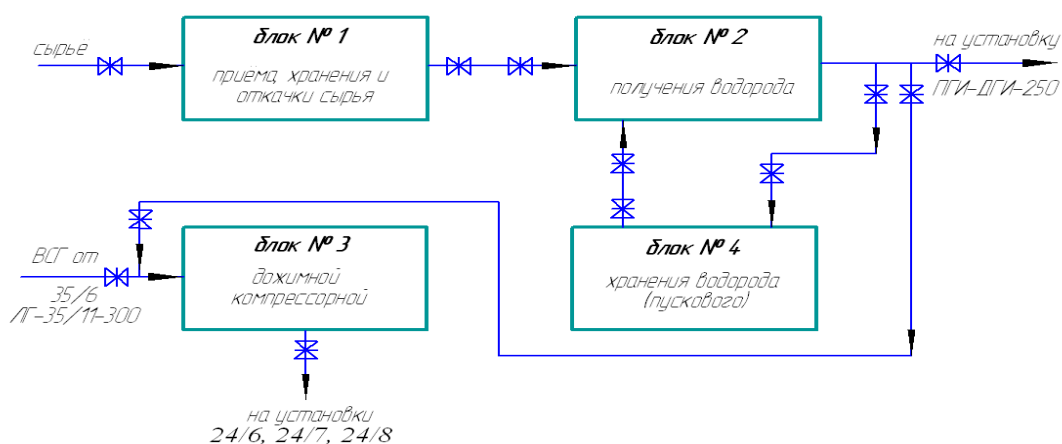 сырьё
блок № 1
приема, хранения и
откачки сырья
блок № 2
получения водорода
на установку
ПГИ-ДГИ-250
ВСГ от
35/6
ЛГ-35/11-300
блок № 3
дожимной
компрессорной
блок № 4
хранения водорода
(пускового)
на установки
24/6, 24/7, 24/8